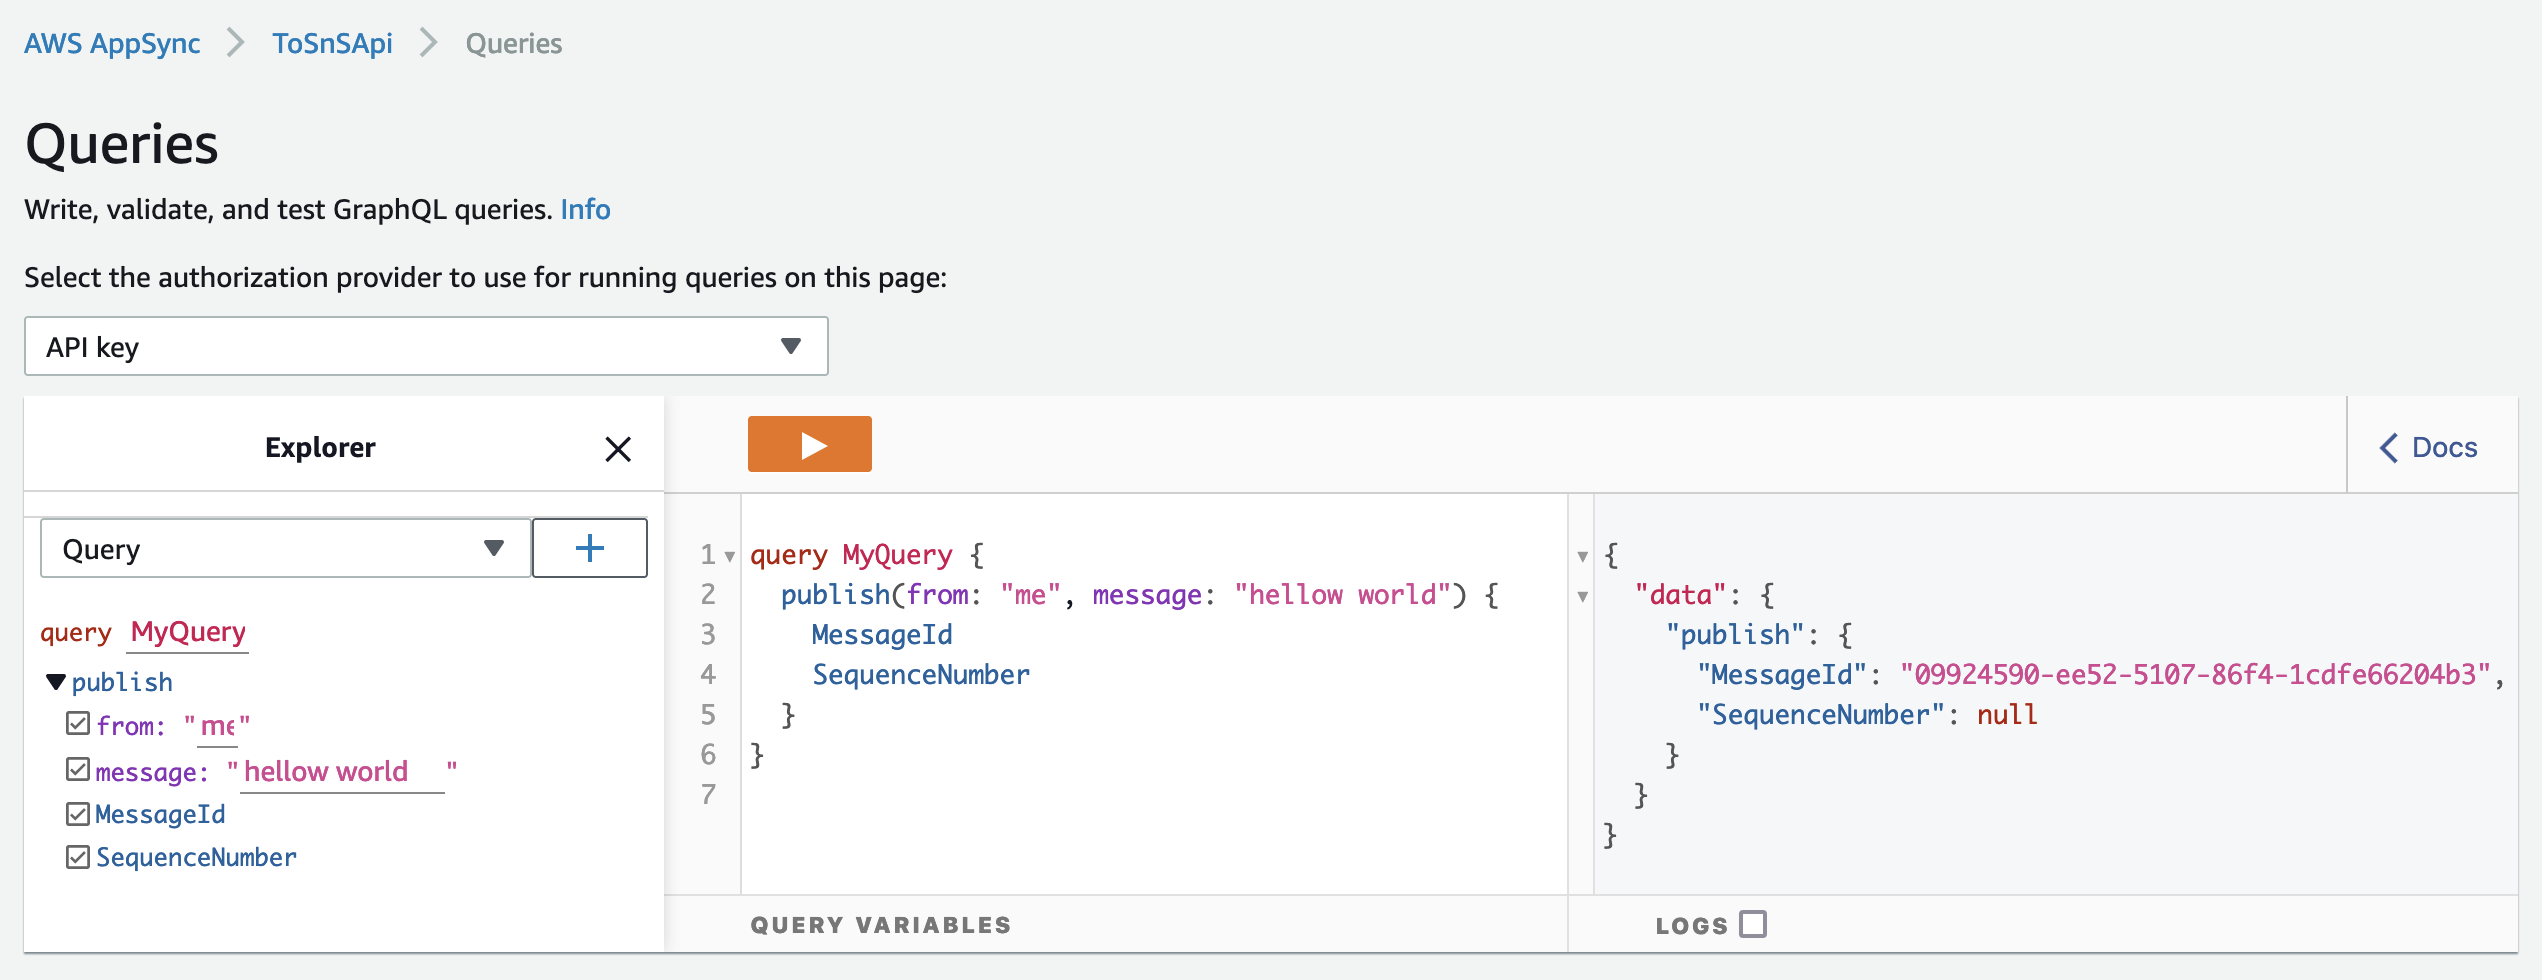 AWS AppSync > ToSnSApi > Queries
Queries
Write, validate, and test GraphQL queries. Info
Select the authorization provider to use for running queries on this page:
API key
Explorer
Docs
Query
query MyQuery
publish
from: "me"
message: "hellow world"
MessageId
SequenceNumber
1 query MyQuery {
2 publish(from: "me", message: "hellow world") {
3 MessageId
4 SequenceNumber
5 }
6 }
7
{
"data": {
"publish": {
"MessageId": "09924590-ee52-5107-86f4-1cdfe66204b3",
"SequenceNumber": null
}
}
}
QUERY VARIABLES
LOGS